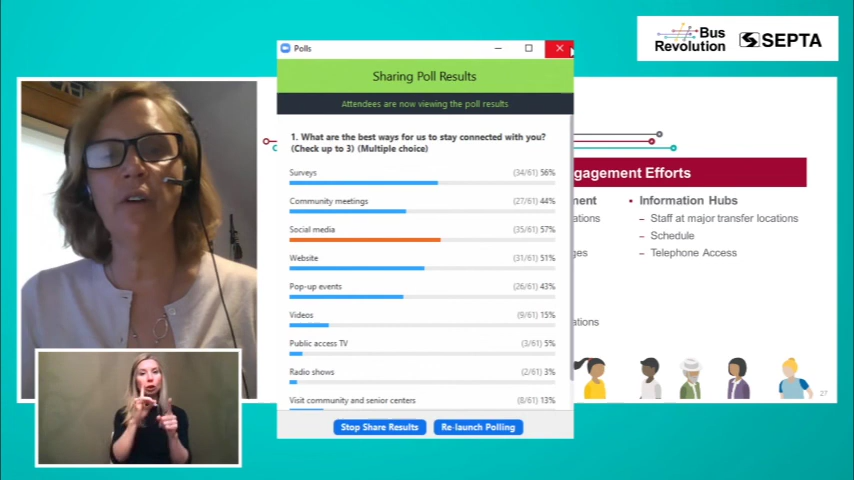 Bus
Revolution
SEPTA
Polls
Sharing Poll Results
Attendees are now viewing the poll results
1. What are the best ways for us to stay connected with you?
(Check up to 3) (Multiple choice)
Surveys (34/61) 56%
Community meetings (27/61) 44%
Social media (35/61) 57%
Website (31/61) 51%
Pop-up events (26/61) 43%
Videos (9/61) 15%
Public access TV (3/61) 5%
Radio shows (2/61) 3%
Visit community and senior centers (8/61) 13%
Stop Share Results Re-launch Polling
gagement Efforts
ment
ations
ges
ations
• Information Hubs
– Staff at major transfer locations
– Schedule
– Telephone Access
27